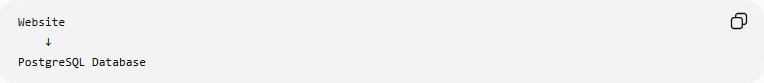 Website
↓
PostgreSQL Database